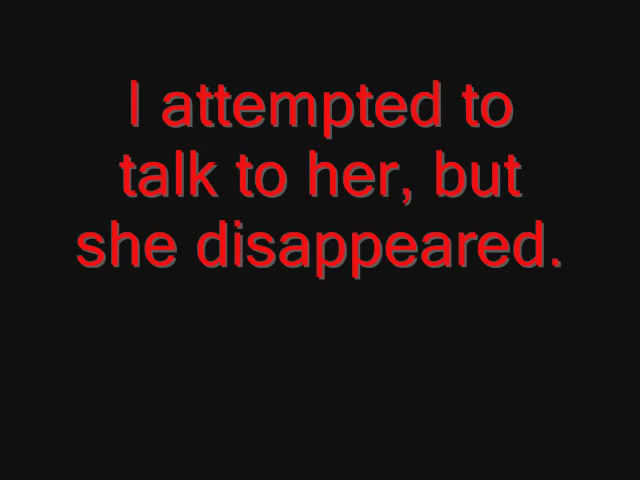 I attempted to
talk to her, but
she disappeared.